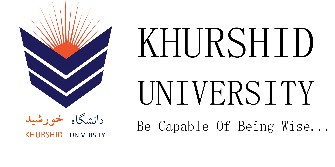 دانشگاه خورشید
KHURSHID UNIVERSITY
KHURSHID
UNIVERSITY
Be Capable Of Being Wise...